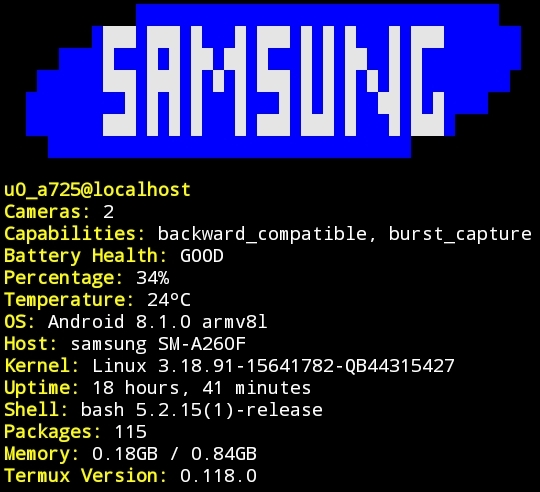 SAMSUNG
u0_a725@localhost
Cameras: 2
Capabilities: backward_compatible, burst_capture
Battery Health: GOOD
Percentage: 34%
Temperature: 24ºC
OS: Android 8.1.0 armv8l
Host: samsung SM-A260F
Kernel: Linux 3.18.91-15641782-QB44315427
Uptime: 18 hours, 41 minutes
Shell: bash 5.2.15(1)-release
Packages: 115
Memory: 0.18GB / 0.84GB
Termux Version: 0.118.0